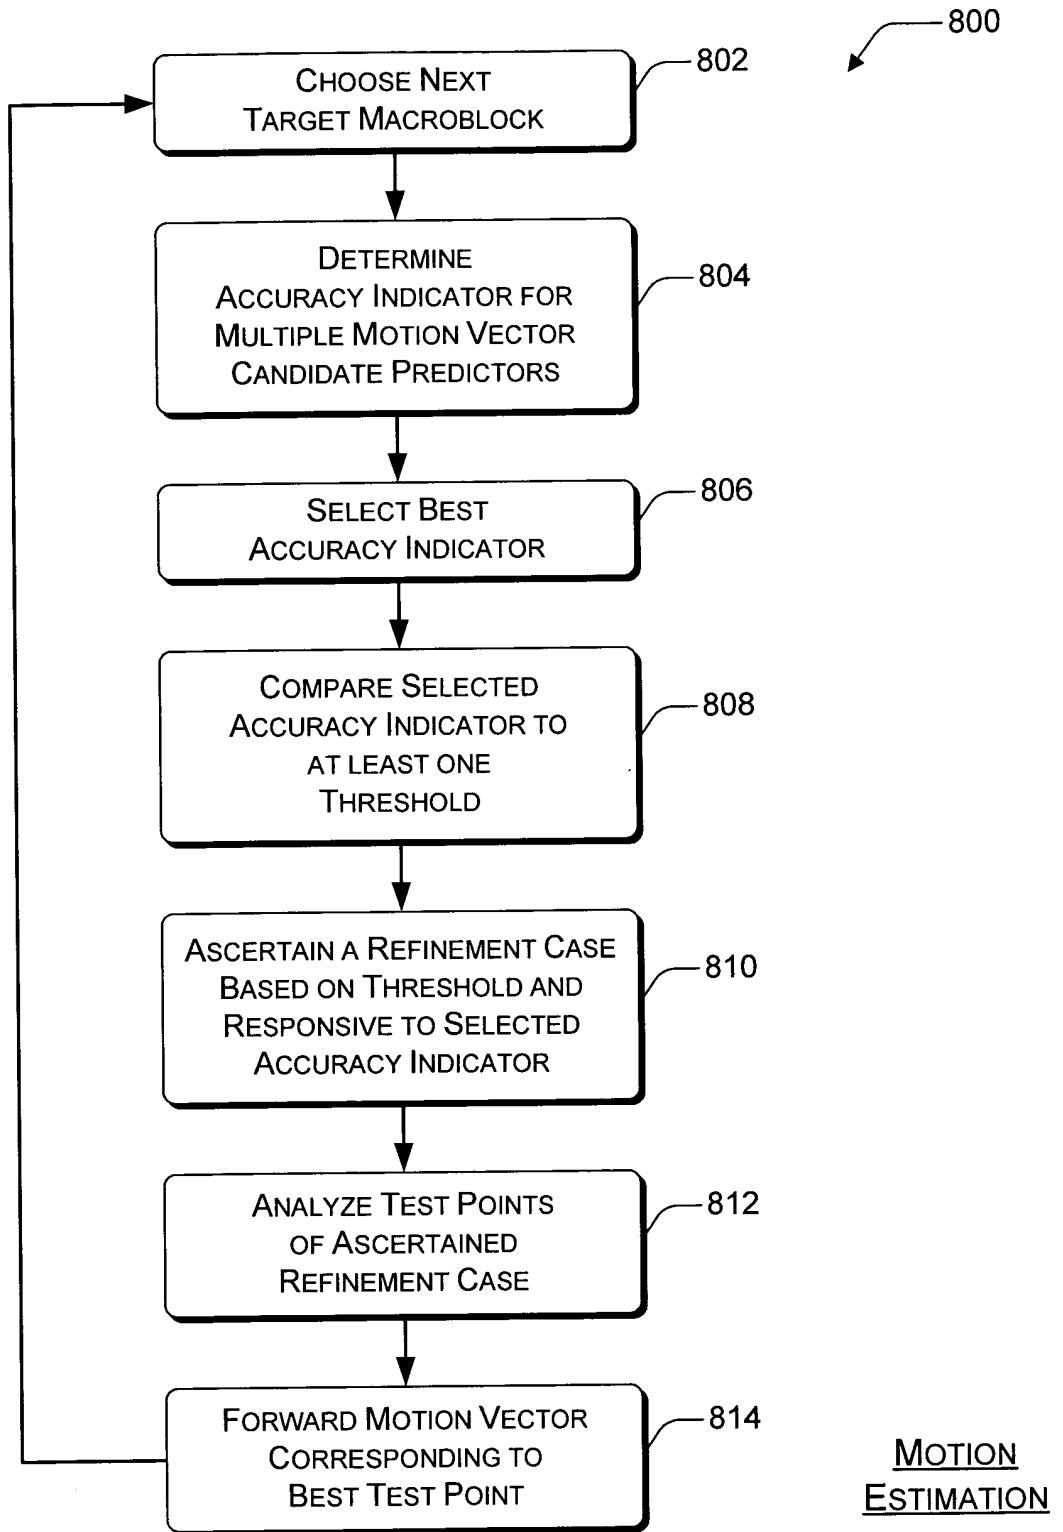 800
CHOOSE NEXT
TARGET MACROBLOCK
802
DETERMINE
ACCURACY INDICATOR FOR
MULTIPLE MOTION VECTOR
CANDIDATE PREDICTORS
804
SELECT BEST
ACCURACY INDICATOR
806
COMPARE SELECTED
ACCURACY INDICATOR TO
AT LEAST ONE
THRESHOLD
808
ASCERTAIN A REFINEMENT CASE
BASED ON THRESHOLD AND
RESPONSIVE TO SELECTED
ACCURACY INDICATOR
810
ANALYZE TEST POINTS
OF ASCERTAINED
REFINEMENT CASE
812
FORWARD MOTION VECTOR
CORRESPONDING TO
BEST TEST POINT
814
MOTION
ESTIMATION